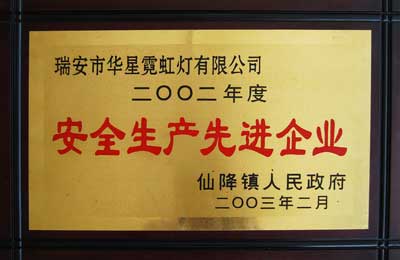 瑞安市华星霓虹灯有限公司
二〇〇二年度
安全生产先进企业
仙降镇人民政府
二〇〇三年二月